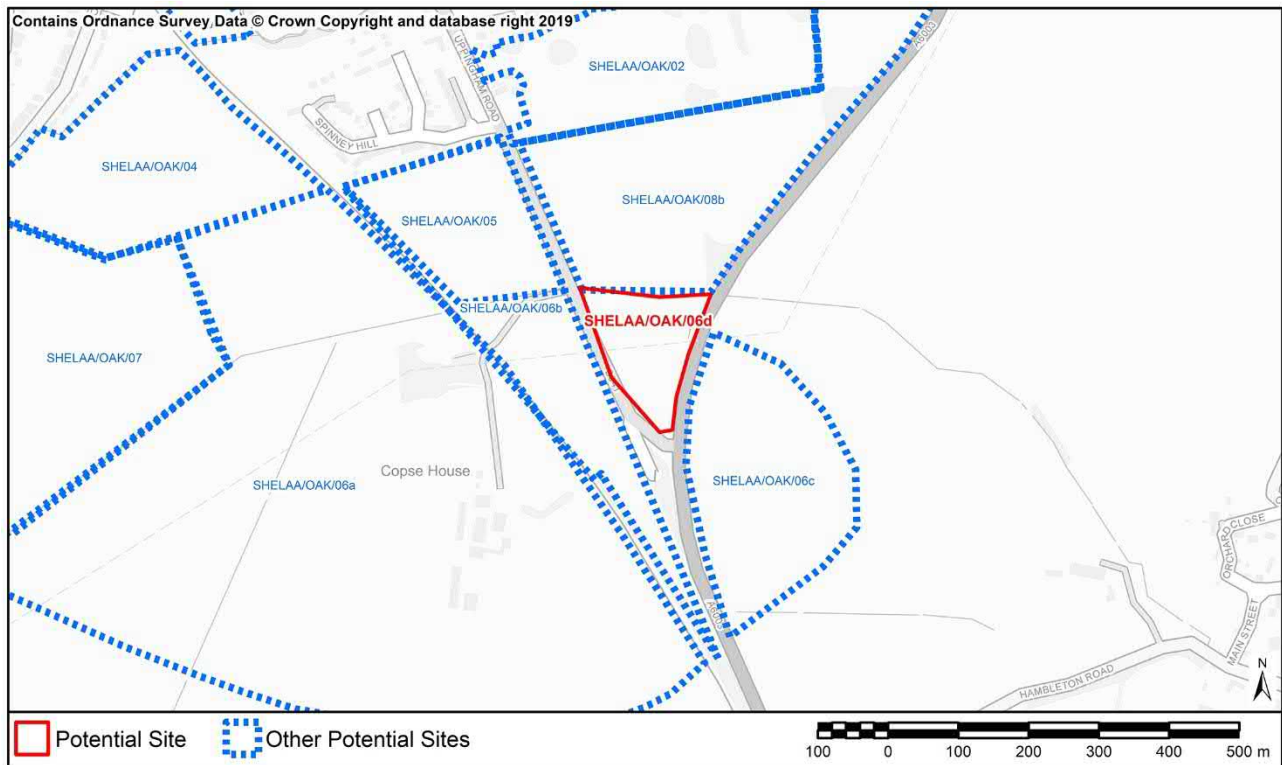 Contains Ordnance Survey Data © Crown Copyright and database right 2019
A6003
UPPINGHAM ROAD
SHELAA/OAK/02
SPINNEY HILL
SHELAA/OAK/04
SHELAA/OAK/08b
SHELAA/OAK/05
SHELAA/OAK/06b
SHELAA/OAK/06d
SHELAA/OAK/07
Copse House
SHELAA/OAK/06a
SHELAA/OAK/06c
ORCHARD CLOSE
A6003
MAIN STREET
HAMBLETON ROAD
N
Potential Site
Other Potential Sites
100 0 100 200 300 400 500 m